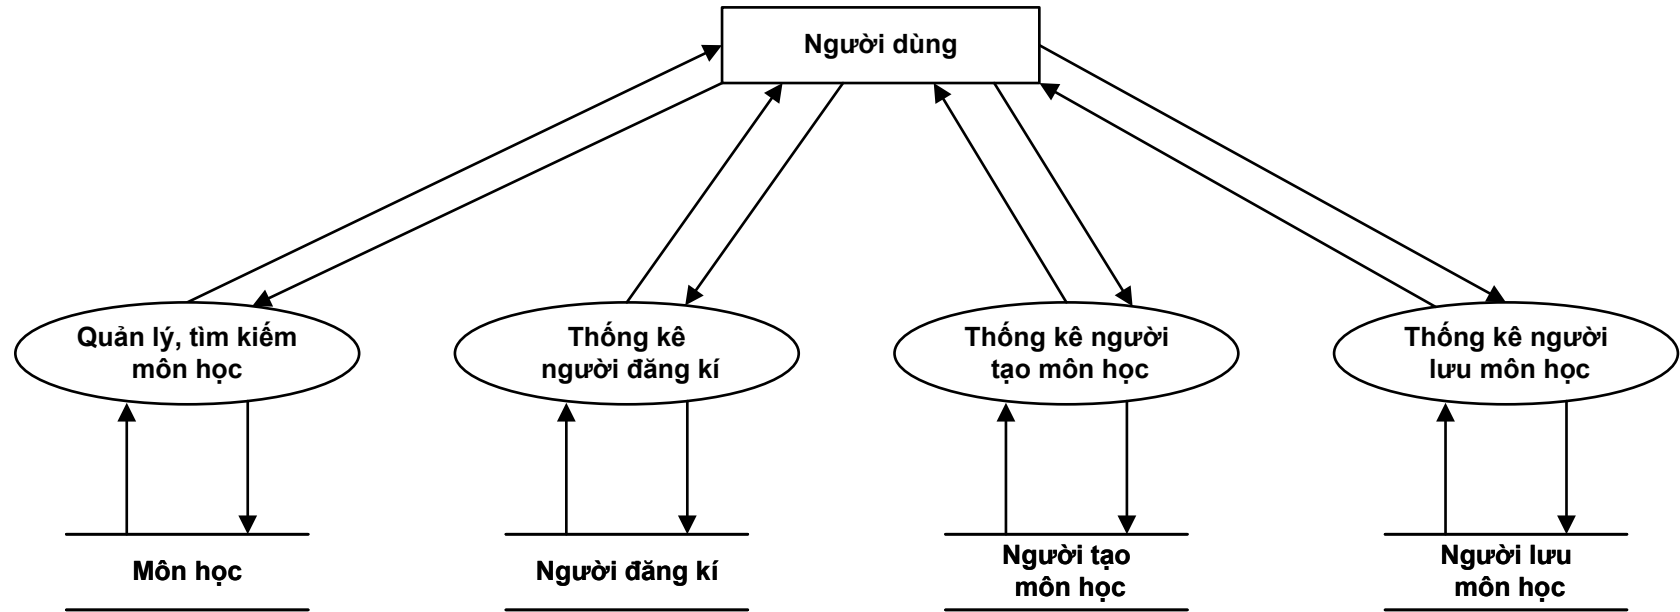 Người dùng
Quản lý, tìm kiếm
môn học
Thống kê
người đăng kí
Thống kê người
tạo môn học
Thống kê người
lưu môn học
Môn học
Người đăng kí
Người tạo
môn học
Người lưu
môn học